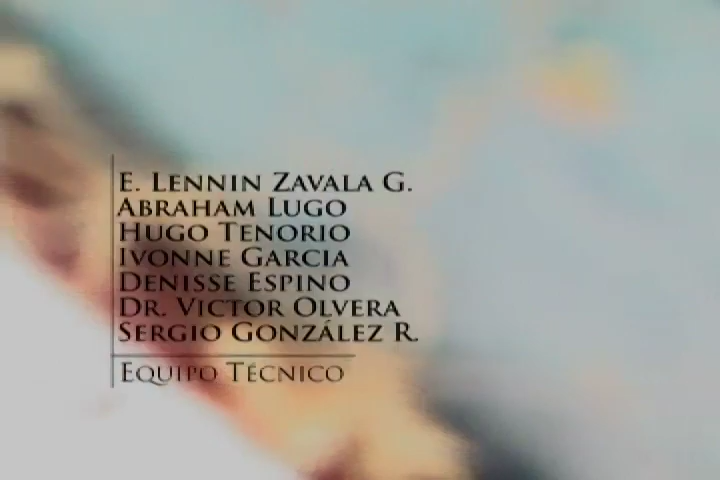 E. LENNIN ZAVALA G.
ABRAHAM LUGO
HUGO TENORIO
IVONNE GARCIA
DENISSE ESPINO
DR. VICTOR OLVERA
SERGIO GONZÁLEZ R.
EQUIPO TÉCNICO